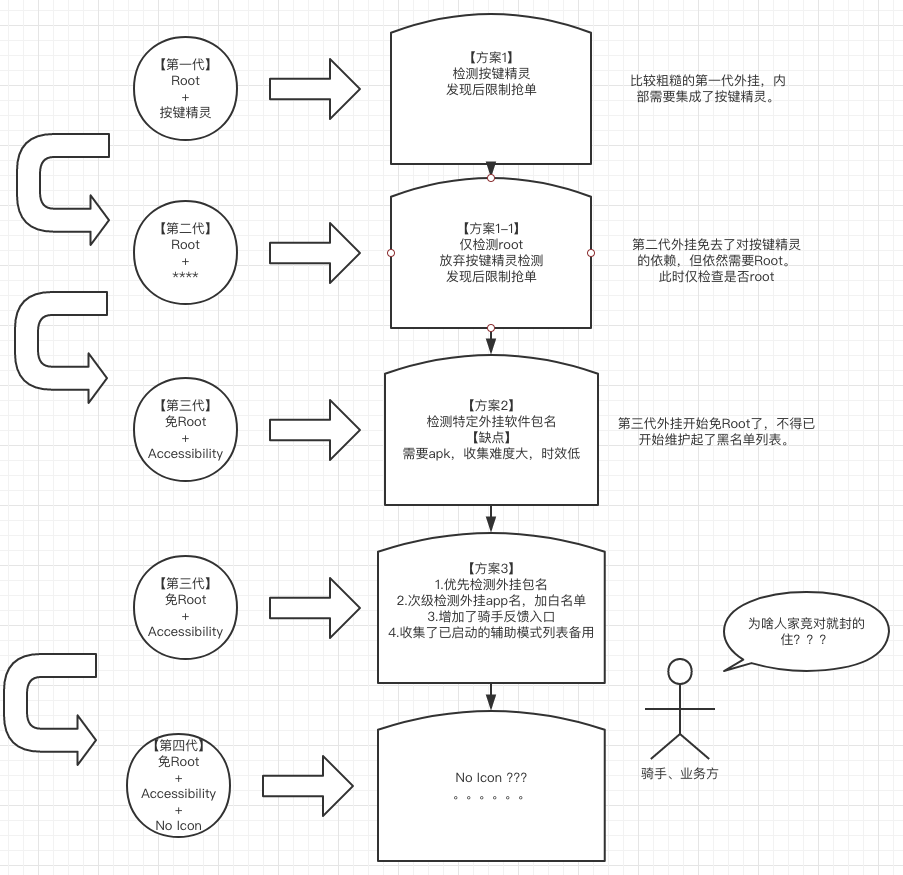 【第一代】
Root
+
按键精灵
【方案1】
检测按键精灵
发现后限制抢单
比较粗糙的第一代外挂，内
部需要集成了按键精灵。
【第二代】
Root
+
****
【方案1-1】
仅检测root
放弃按键精灵检测
发现后限制抢单
第二代外挂免去了对按键精灵
的依赖，但依然需要Root。
此时仅检查是否root
【第三代】
免Root
+
Accessibility
【方案2】
检测特定外挂软件包名
【缺点】
需要apk，收集难度大，时效低
第三代外挂开始免Root了，不得已
开始维护起了黑名单列表。
【第三代】
免Root
+
Accessibility
【方案3】
1.优先检测外挂包名
2.次级检测外挂app名，加白名单
3.增加了骑手反馈入口
4.收集了已启动的辅助模式列表备用
为啥人家竞对就封的
住？？？
骑手、业务方
【第四代】
免Root
+
Accessibility
+
No Icon
No Icon ???
。。。。。。